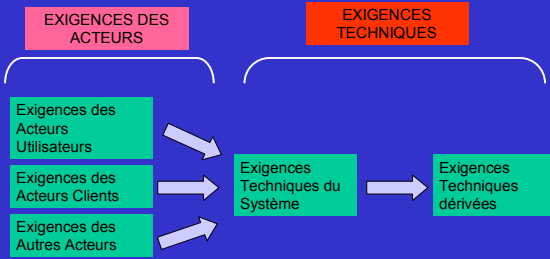 EXIGENCES DES
ACTEURS
EXIGENCES
TECHNIQUES
Exigences des
Acteurs
Utilisateurs
Exigences des
Acteurs Clients
Exigences des
Autres Acteurs
Exigences
Techniques du
Système
Exigences
Techniques
dérivées